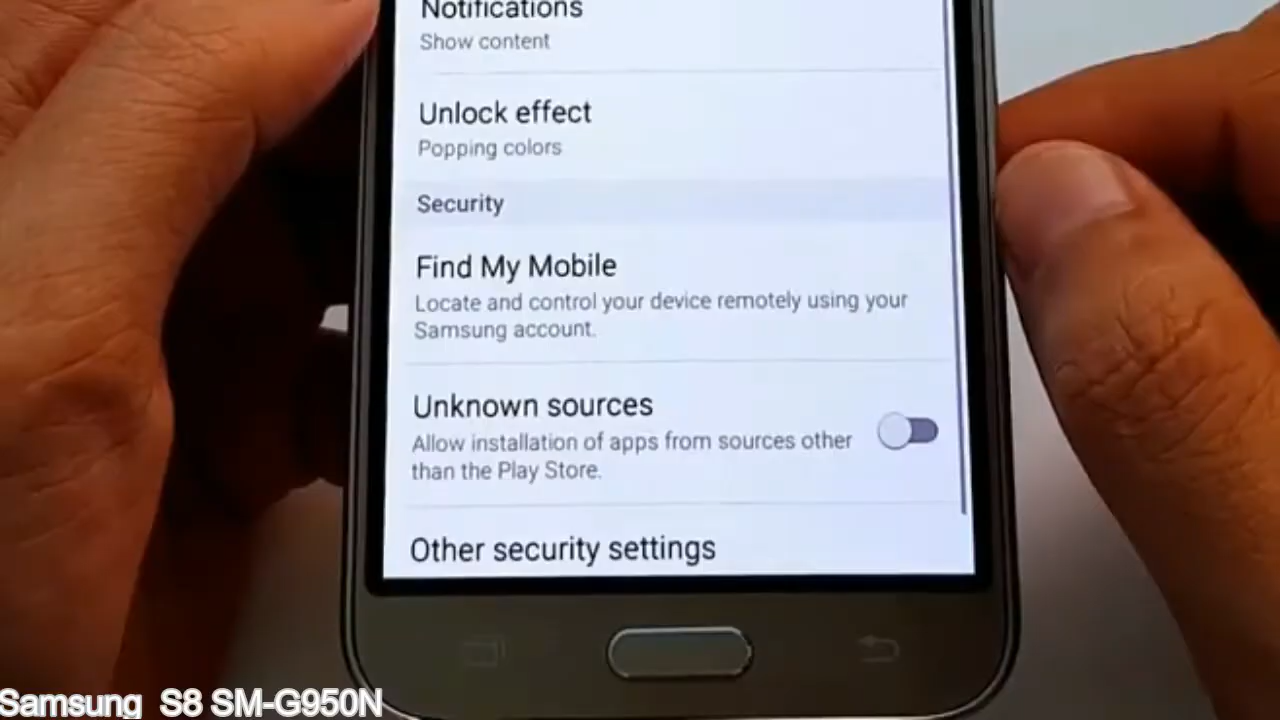 Notifications
Show content
Unlock effect
Popping colors
Security
Find My Mobile
Locate and control your device remotely using your
Samsung account.
Unknown sources
Allow installation of apps from sources other
than the Play Store.
Other security settings
Samsung S8 SM-G950N